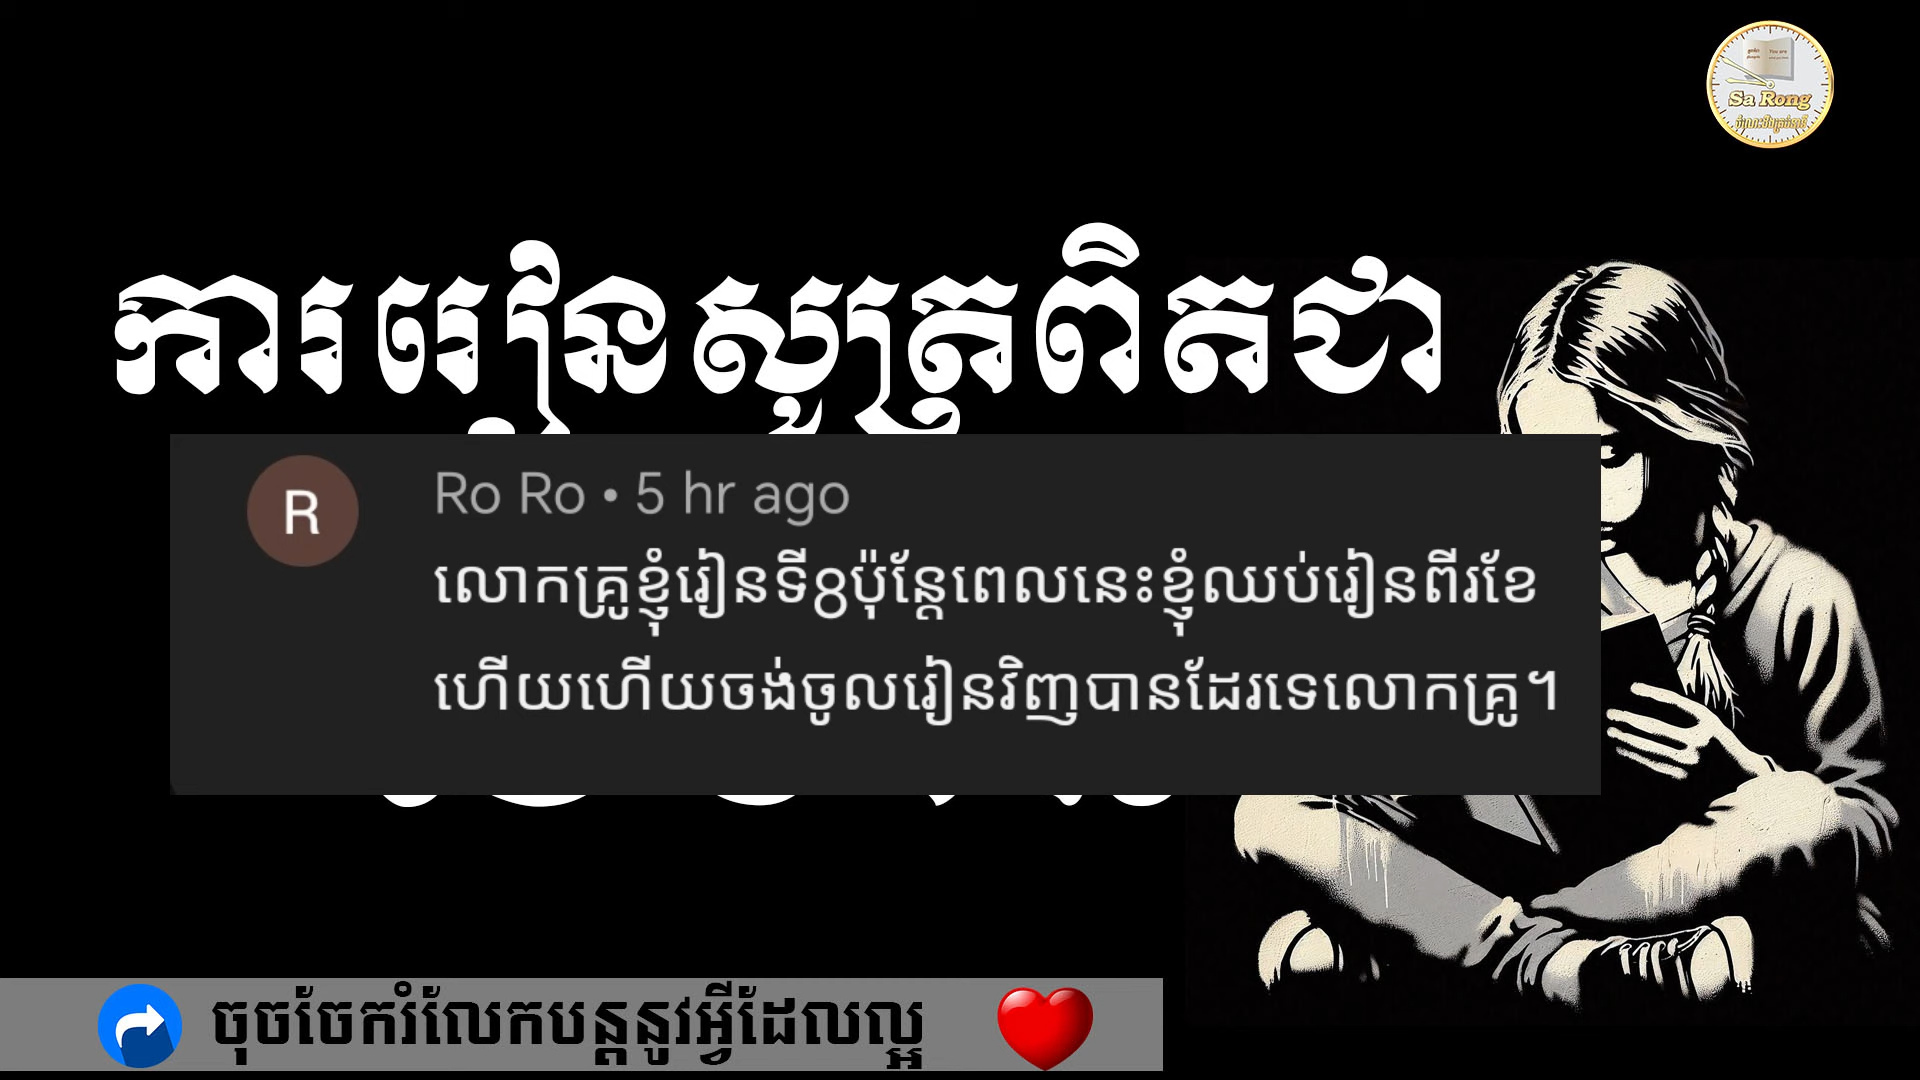 Sa Rong
ការរៀនសូត្រពិតជា
Ro Ro • 5 hr ago
លោកគ្រូខ្ញុំរៀនទី8ប៉ុន្តែពេលនេះខ្ញុំឈប់រៀនពីរខែ
ហើយហើយចង់ចូលរៀនវិញបានដែរទេលោកគ្រូ។
ចុចចែករំលែកបន្តនូវអ្វីដែលល្អ